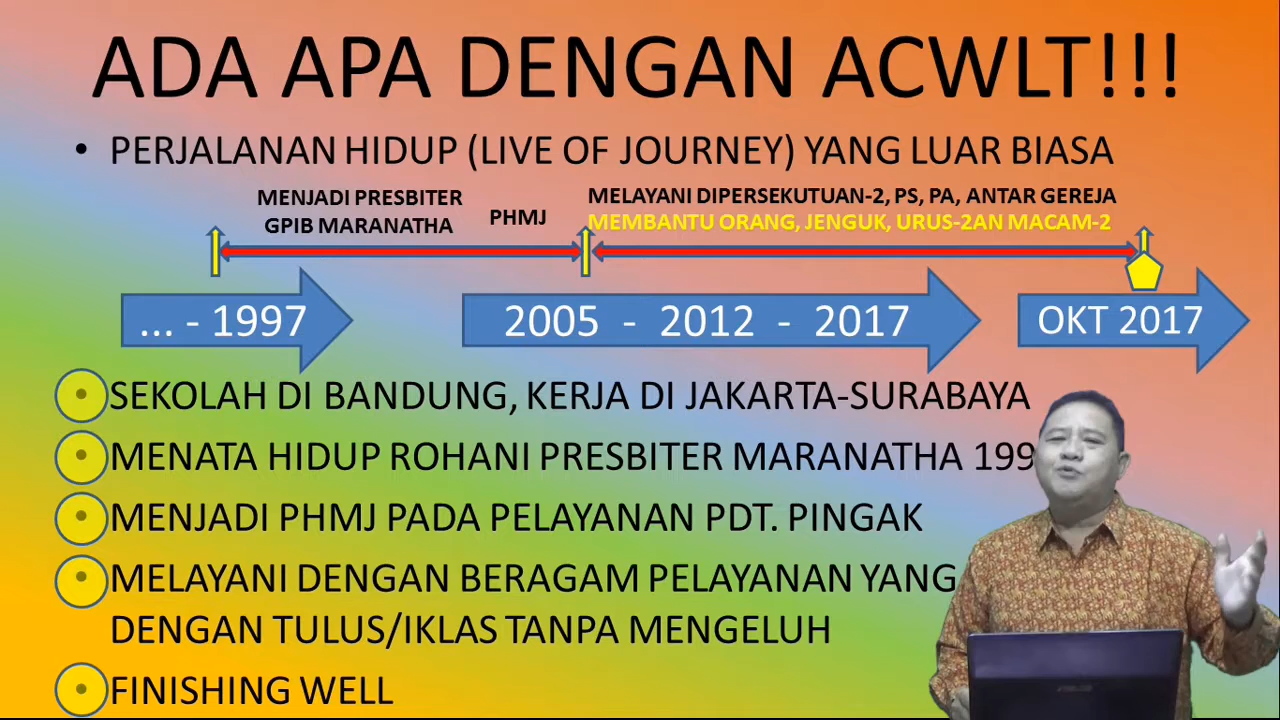 ADA APA DENGAN ACWLT!!!
• PERJALANAN HIDUP (LIVE OF JOURNEY) YANG LUAR BIASA
MENJADI PRESBITER
GPIB MARANATHA
PHMJ
MELAYANI DIPERSEKUTUAN-2, PS, PA, ANTAR GEREJA
MEMBANTU ORANG, JENGUK, URUS-2AN MACAM-2
... - 1997
2005 - 2012 - 2017
OKT 2017
• SEKOLAH DI BANDUNG, KERJA DI JAKARTA-SURABAYA
• MENATA HIDUP ROHANI PRESBITER MARANATHA 199
• MENJADI PHMJ PADA PELAYANAN PDT. PINGAK
• MELAYANI DENGAN BERAGAM PELAYANAN YANG
DENGAN TULUS/IKLAS TANPA MENGELUH
• FINISHING WELL